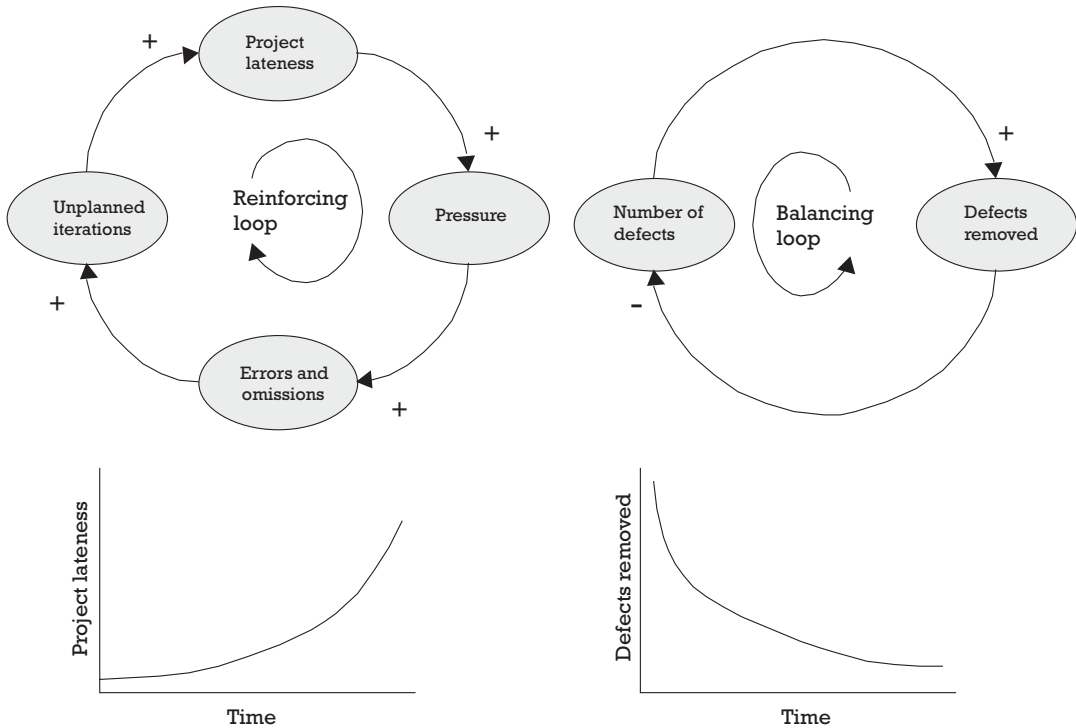 +
Project
lateness
+
+
Reinforcing
loop
Unplanned
iterations
Pressure
Number of
defects
Balancing
loop
Defects
removed
+
-
Errors and
omissions
+
Project lateness
Time
Defects removed
Time